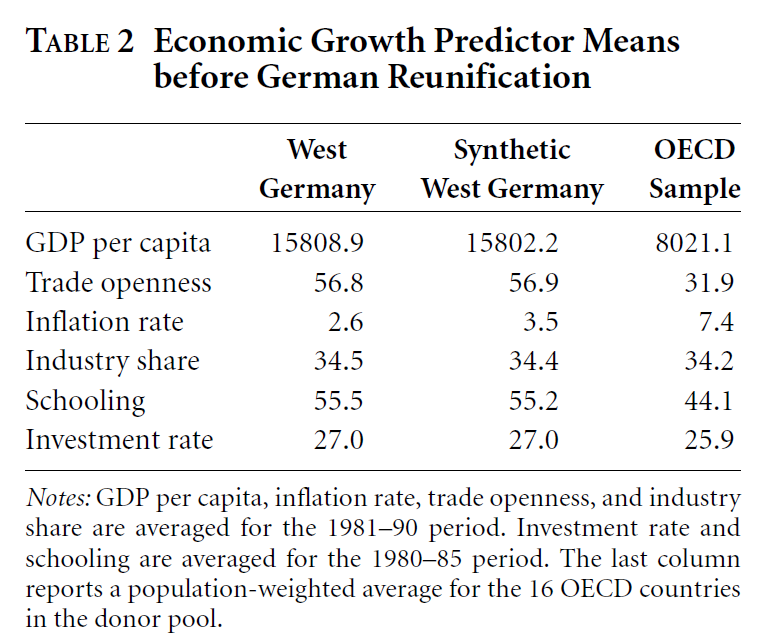 TABLE 2 Economic Growth Predictor Means
before German Reunification
West Synthetic OECD
Germany West Germany Sample
GDP per capita 15808.9 15802.2 8021.1
Trade openness 56.8 56.9 31.9
Inflation rate 2.6 3.5 7.4
Industry share 34.5 34.4 34.2
Schooling 55.5 55.2 44.1
Investment rate 27.0 27.0 25.9
Notes: GDP per capita, inflation rate, trade openness, and industry
share are averaged for the 1981–90 period. Investment rate and
schooling are averaged for the 1980–85 period. The last column
reports a population-weighted average for the 16 OECD countries
in the donor pool.